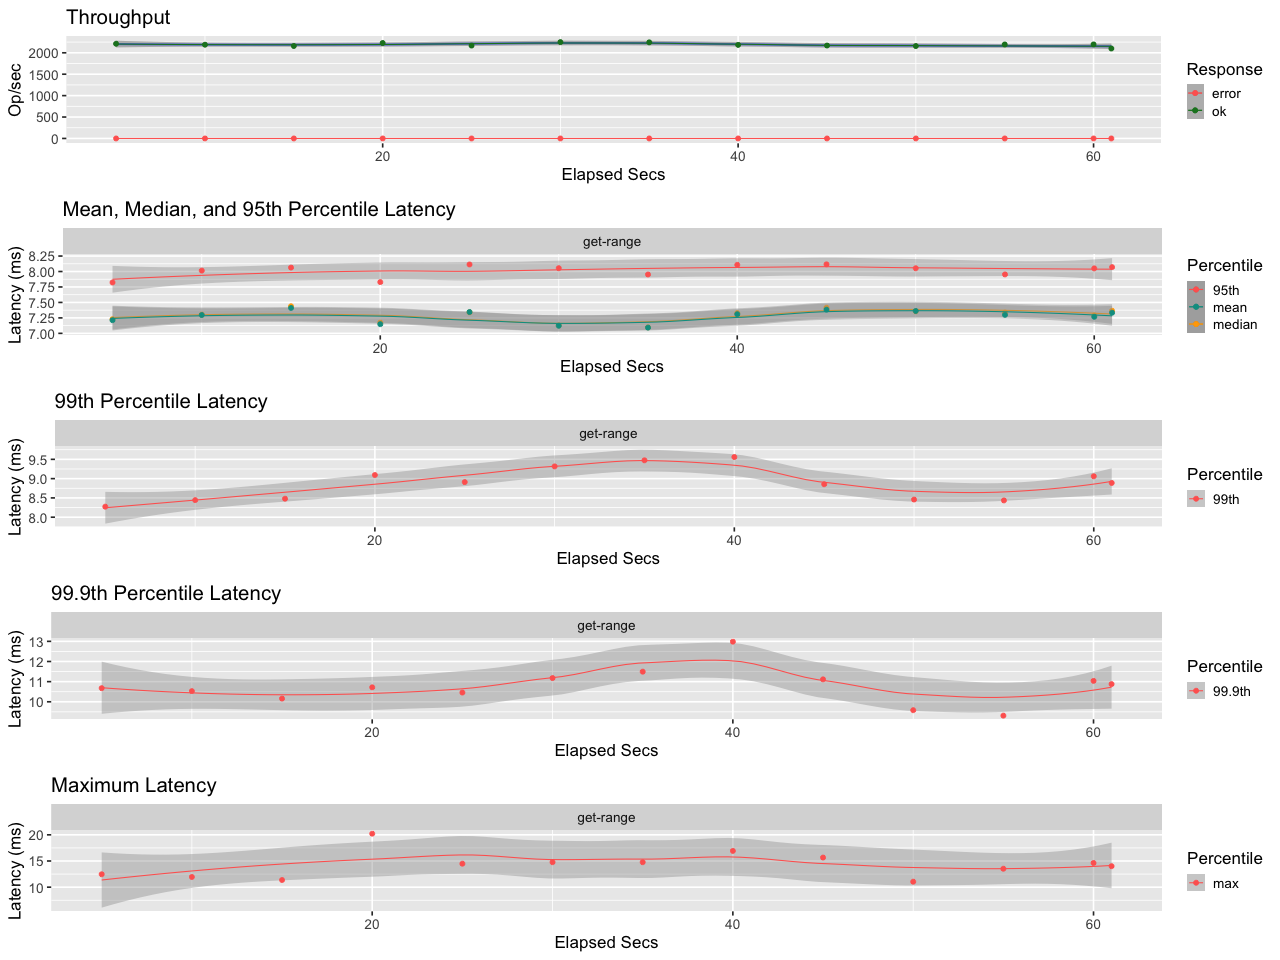 Throughput
Op/sec
2000
1500
1000
500
0
20 40 60
Elapsed Secs
Response
error
ok
Mean, Median, and 95th Percentile Latency
get-range
Latency (ms)
8.25
8.00
7.75
7.50
7.25
7.00
20 40 60
Elapsed Secs
Percentile
95th
mean
median
99th Percentile Latency
get-range
Latency (ms)
9.5
9.0
8.5
8.0
20 40 60
Elapsed Secs
Percentile
99th
99.9th Percentile Latency
get-range
Latency (ms)
13
12
11
10
20 40 60
Elapsed Secs
Percentile
99.9th
Maximum Latency
get-range
Latency (ms)
20
15
10
20 40 60
Elapsed Secs
Percentile
max